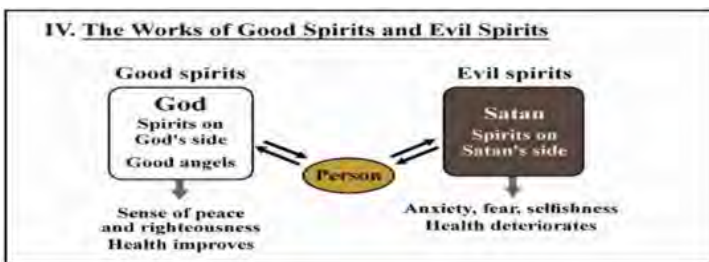 IV. The Works of Good Spirits and Evil Spirits
Good spirits
God
Spirits on
God's side
Good angels
Sense of peace
and righteousness
Health improves
Person
Evil spirits
Satan
Spirits on
Satan's side
Anxiety, fear, selfishness
Health deteriorates